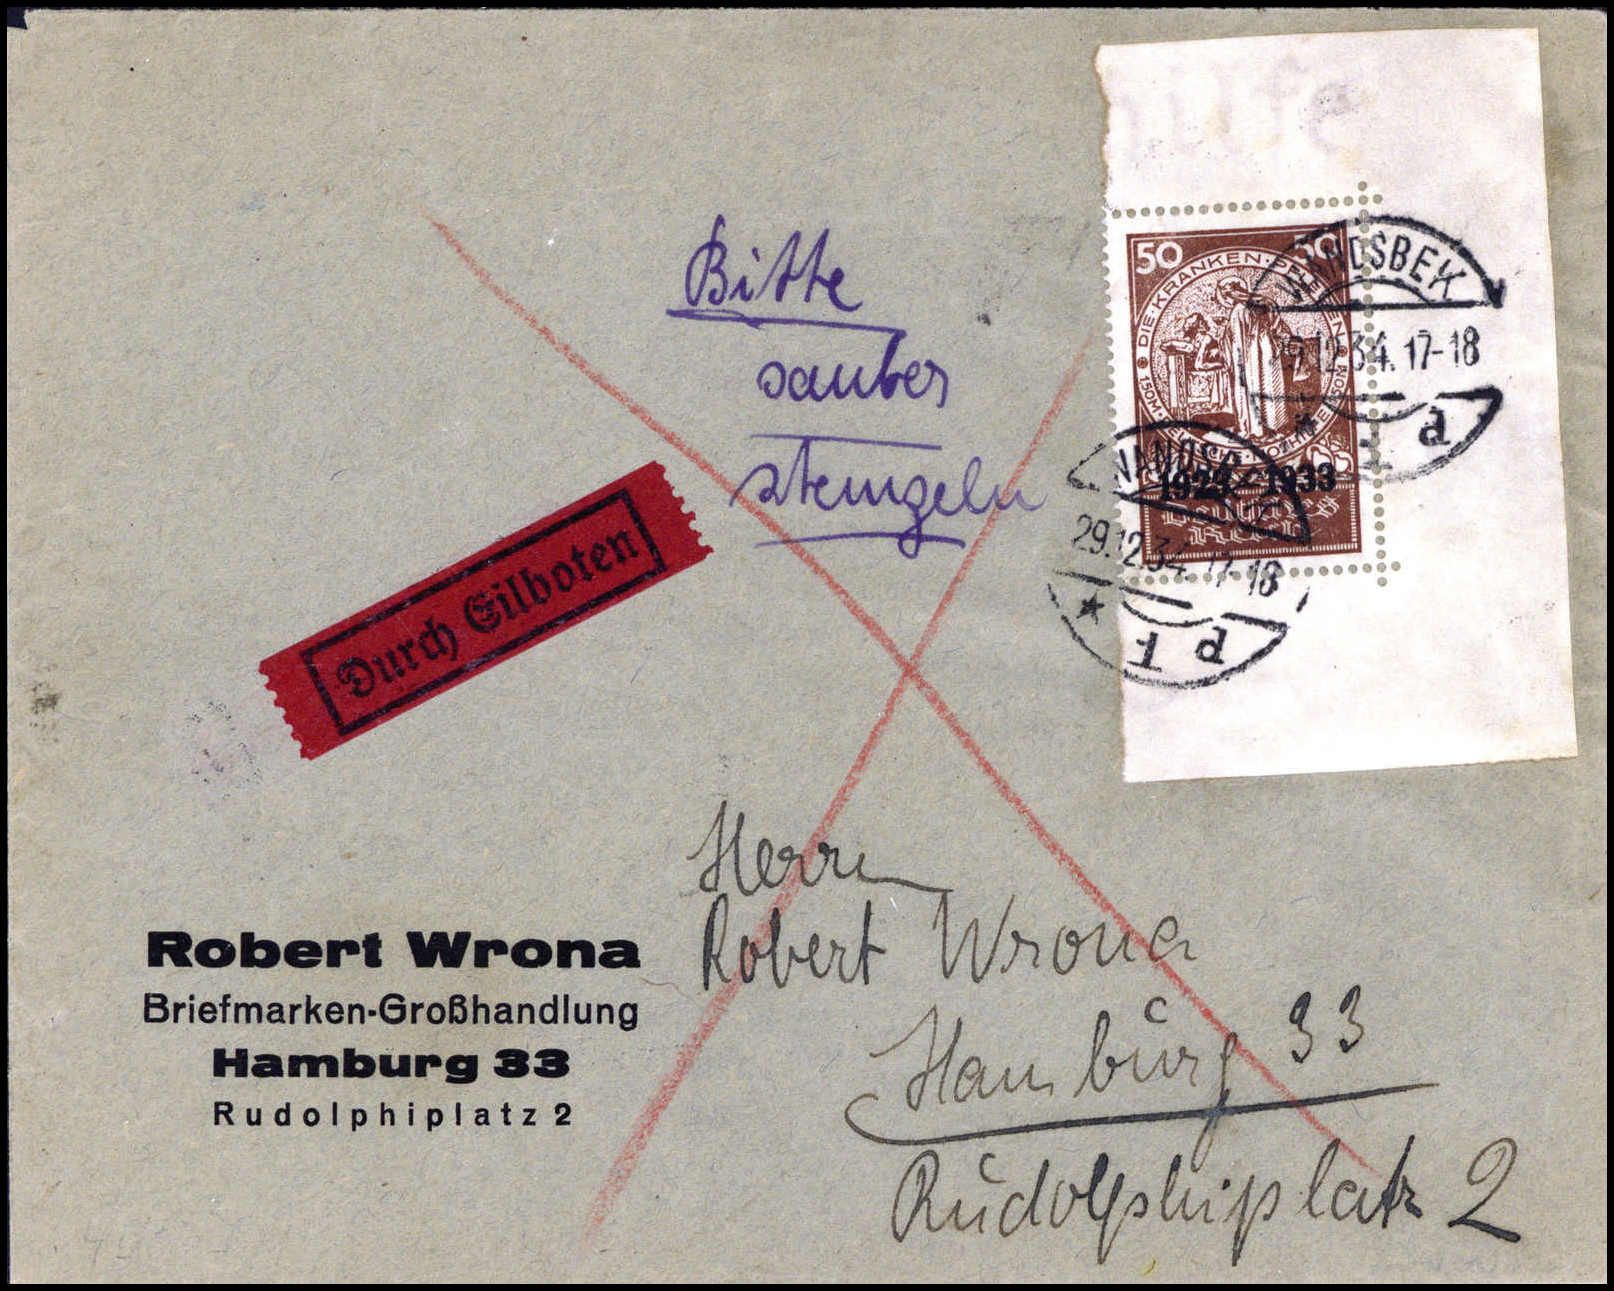 Bitte
sauber
stempeln
50 50
DIE·KRANKEN·PFLEGEN
1923-1933
WANDSBEK
29.12.34. 17-18
* 1 d
WANDSBEK
29.12.34. 17-18
* 1 d
Durch Eilboten
Herrn
Robert Wrona
Hamburg 33
Rudolphiplatz 2
Robert Wrona
Briefmarken-Großhandlung
Hamburg 33
Rudolphiplatz 2